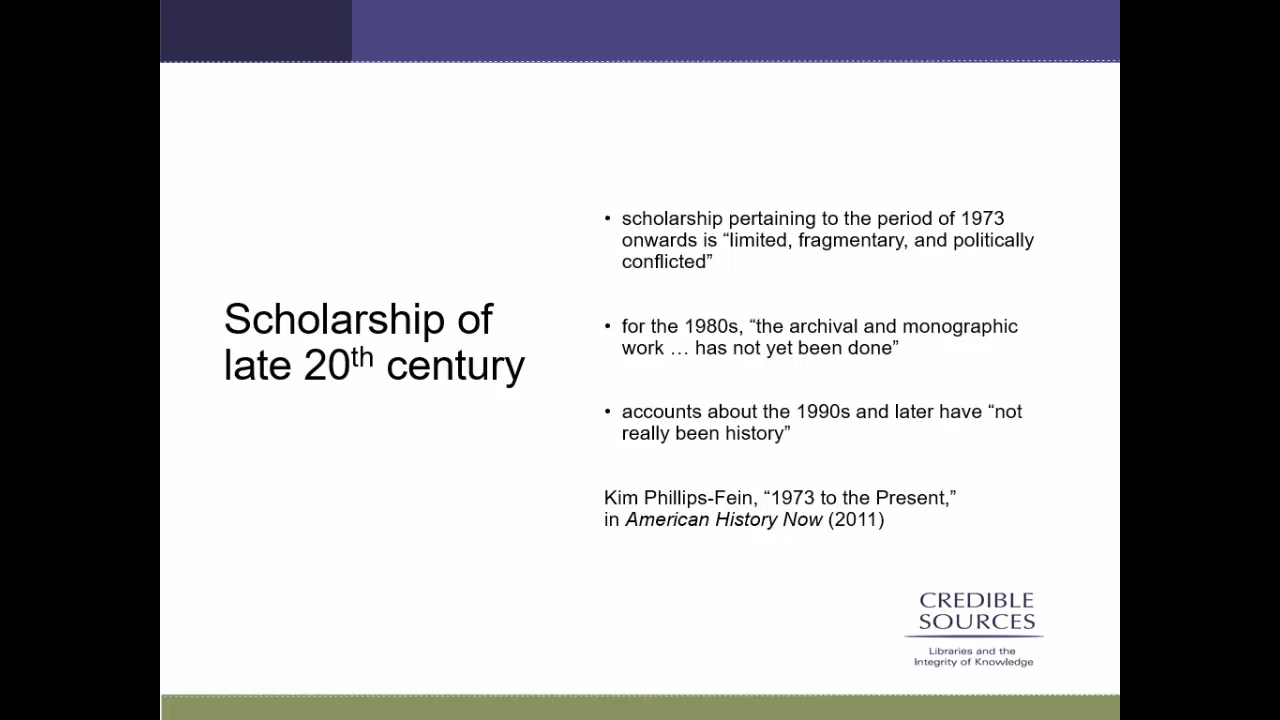 Scholarship of
late 20th century
• scholarship pertaining to the period of 1973
onwards is “limited, fragmentary, and politically
conflicted”
• for the 1980s, “the archival and monographic
work … has not yet been done”
• accounts about the 1990s and later have “not
really been history”
Kim Phillips-Fein, “1973 to the Present,”
in American History Now (2011)
CREDIBLE
SOURCES
Libraries and the
Integrity of Knowledge